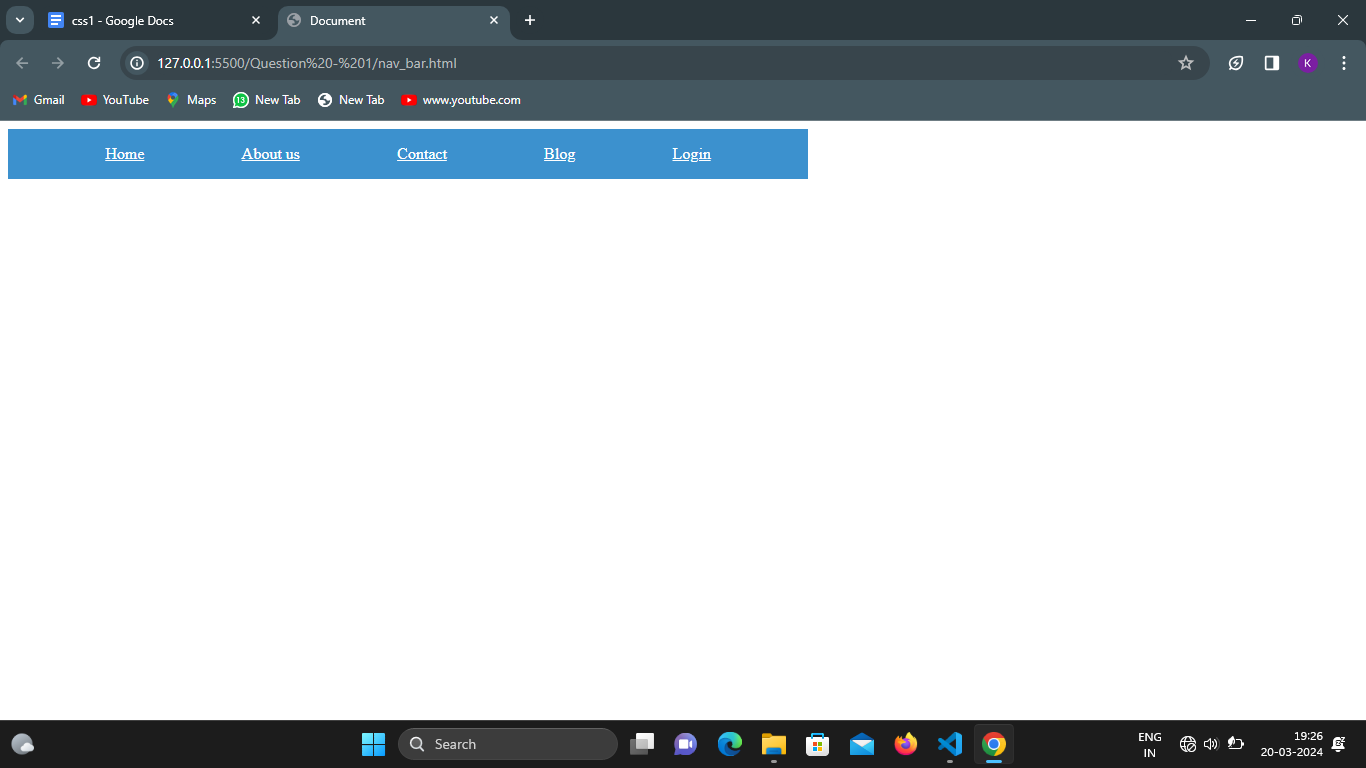 css1 - Google Docs
Document
127.0.0.1:5500/Question%20-%201/nav_bar.html
K
Gmail
YouTube
Maps
13
New Tab
New Tab
www.youtube.com
Home
About us
Contact
Blog
Login
Search
ENG
IN
19:26
20-03-2024